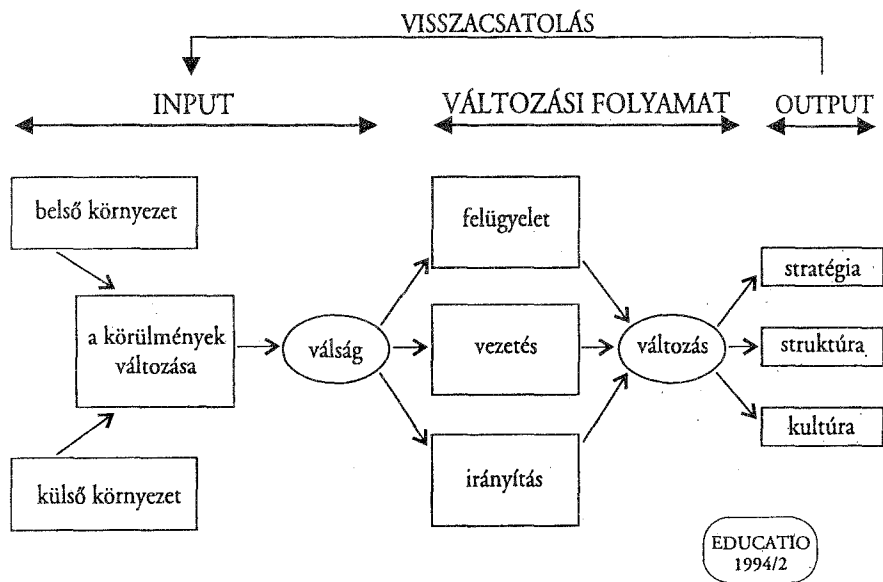 VISSZACSATOLÁS
INPUT
VÁLTOZÁSI FOLYAMAT
OUTPUT
belső környezet
felügyelet
stratégia
a körülmények
változása
válság
vezetés
változás
struktúra
kultúra
külső környezet
irányítás
EDUCATIO
1994/2